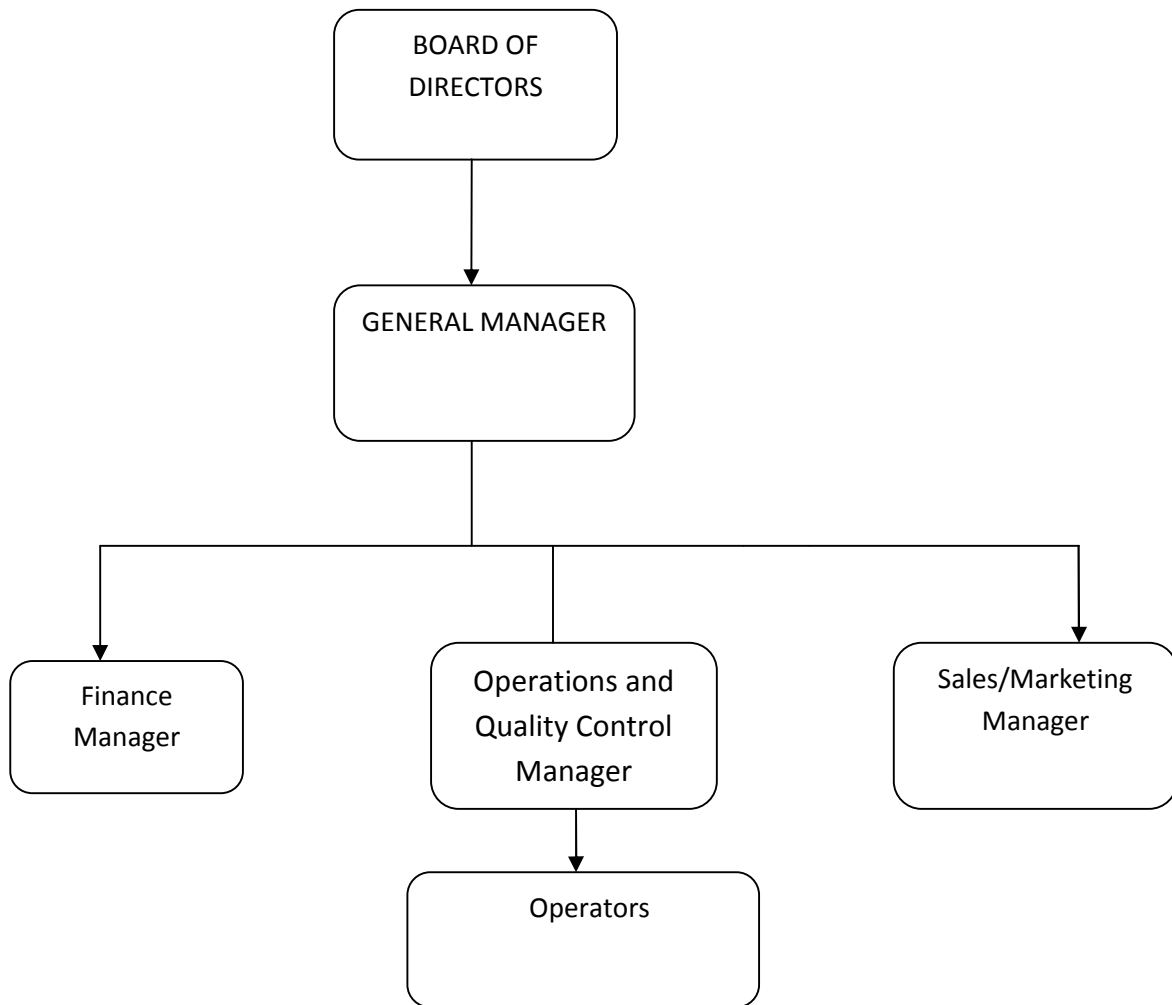 BOARD OF
DIRECTORS
GENERAL MANAGER
Finance
Manager
Operations and
Quality Control
Manager
Sales/Marketing
Manager
Operators